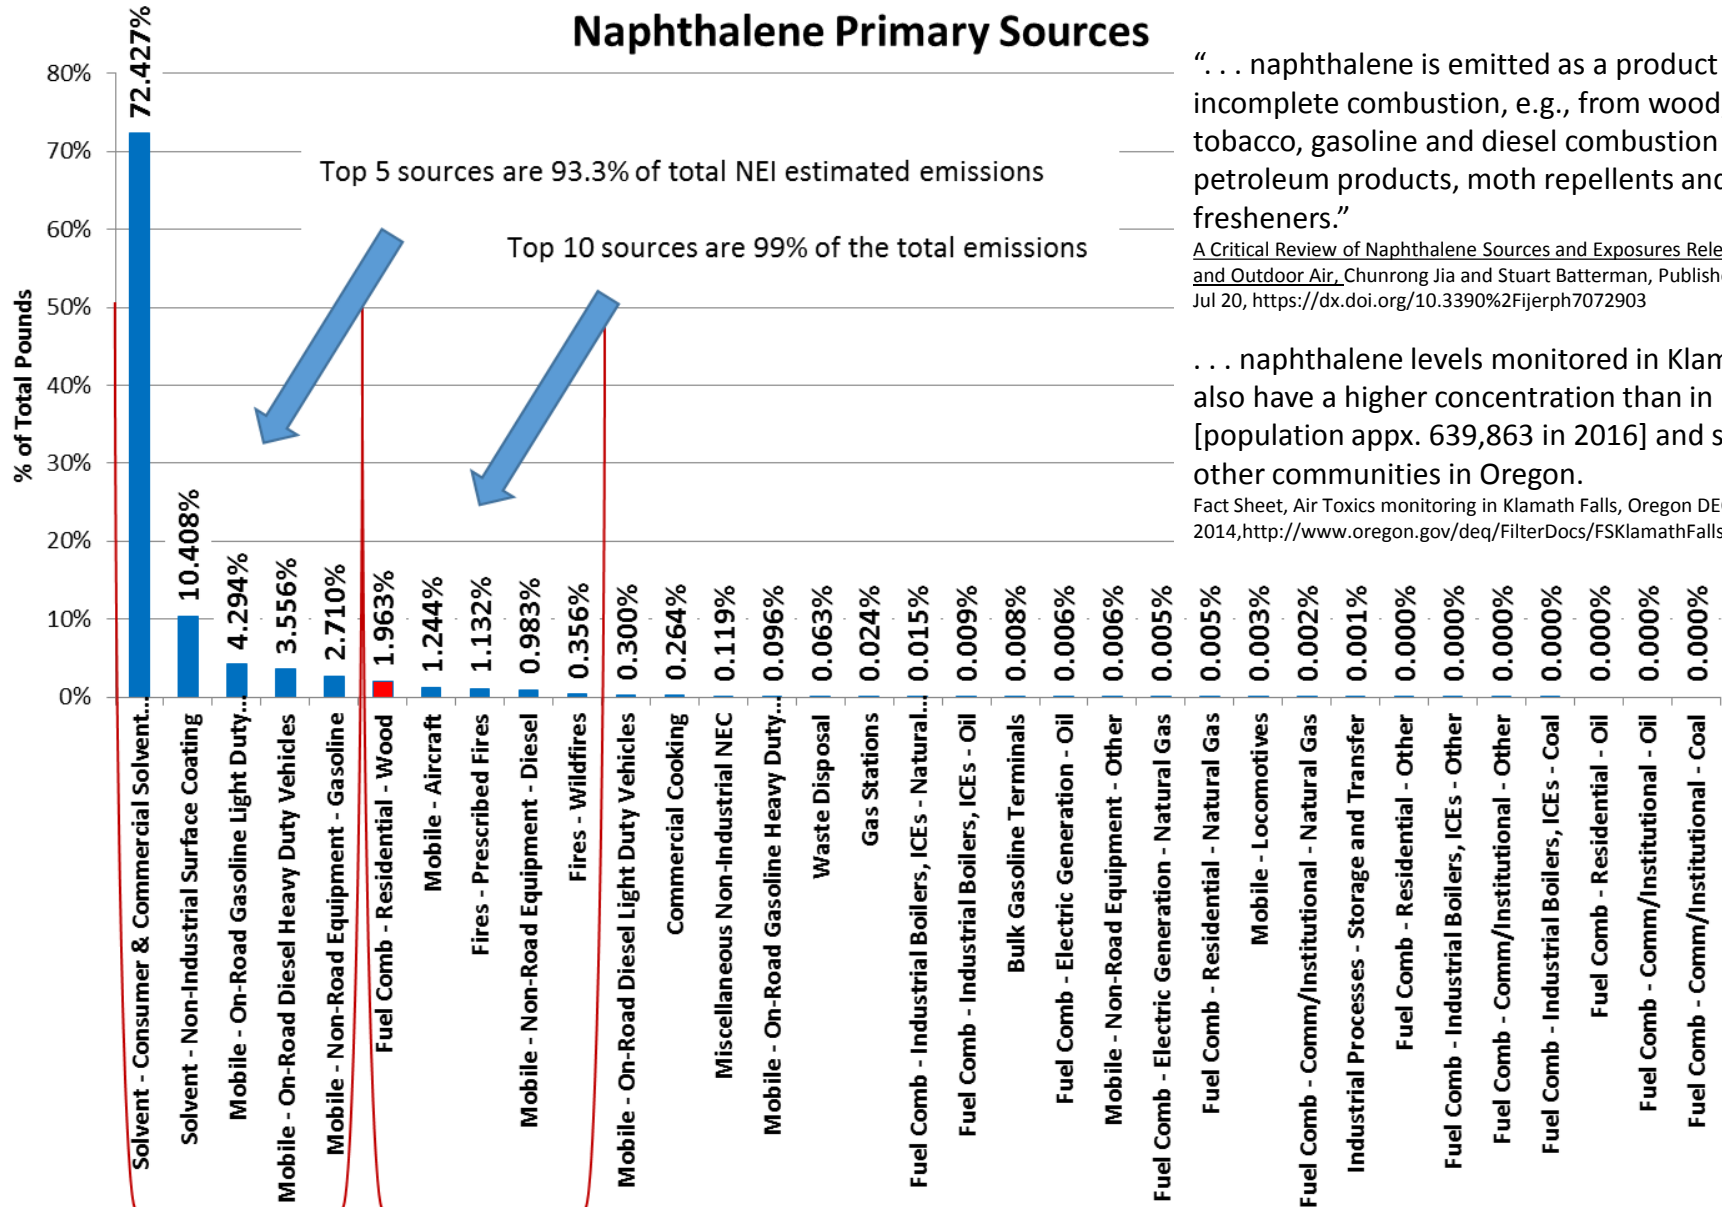 Naphthalene Primary Sources
80%
70%
60%
50%
40%
30%
20%
10%
0%
% of Total Pounds
Top 5 sources are 93.3% of total NEI estimated emissions
Top 10 sources are 99% of the total emissions
72.427%
10.408%
4.294%
3.556%
2.710%
1.963%
1.244%
1.132%
0.983%
0.356%
0.300%
0.264%
0.119%
0.096%
0.063%
0.024%
0.015%
0.009%
0.008%
0.006%
0.006%
0.005%
0.005%
0.003%
0.002%
0.001%
0.000%
0.000%
0.000%
0.000%
0.000%
0.000%
0.000%
Solvent - Consumer & Commercial Solvent...
Solvent - Non-Industrial Surface Coating
Mobile - On-Road Gasoline Light Duty...
Mobile - On-Road Diesel Heavy Duty Vehicles
Mobile - Non-Road Equipment - Gasoline
Fuel Comb - Residential - Wood
Mobile - Aircraft
Fires - Prescribed Fires
Mobile - Non-Road Equipment - Diesel
Fires - Wildfires
Mobile - On-Road Diesel Light Duty Vehicles
Commercial Cooking
Miscellaneous Non-Industrial NEC
Mobile - On-Road Gasoline Heavy Duty...
Waste Disposal
Gas Stations
Fuel Comb - Industrial Boilers, ICEs - Natural...
Fuel Comb - Industrial Boilers, ICEs - Oil
Bulk Gasoline Terminals
Fuel Comb - Electric Generation - Oil
Mobile - Non-Road Equipment - Other
Fuel Comb - Electric Generation - Natural Gas
Fuel Comb - Residential - Natural Gas
Mobile - Locomotives
Fuel Comb - Comm/Institutional - Natural Gas
Industrial Processes - Storage and Transfer
Fuel Comb - Residential - Other
Fuel Comb - Industrial Boilers, ICEs - Other
Fuel Comb - Comm/Institutional - Other
Fuel Comb - Industrial Boilers, ICEs - Coal
Fuel Comb - Residential - Oil
Fuel Comb - Comm/Institutional - Oil
Fuel Comb - Comm/Institutional - Coal
“. . . naphthalene is emitted as a product
incomplete combustion, e.g., from wood
tobacco, gasoline and diesel combustion
petroleum products, moth repellents and
fresheners.”
A Critical Review of Naphthalene Sources and Exposures Rele
and Outdoor Air, Chunrong Jia and Stuart Batterman, Publishe
Jul 20, https://dx.doi.org/10.3390%2Fijerph7072903
. . . naphthalene levels monitored in Klam
also have a higher concentration than in
[population appx. 639,863 in 2016] and s
other communities in Oregon.
Fact Sheet, Air Toxics monitoring in Klamath Falls, Oregon DE
2014,http://www.oregon.gov/deq/FilterDocs/FSKlamathFalls